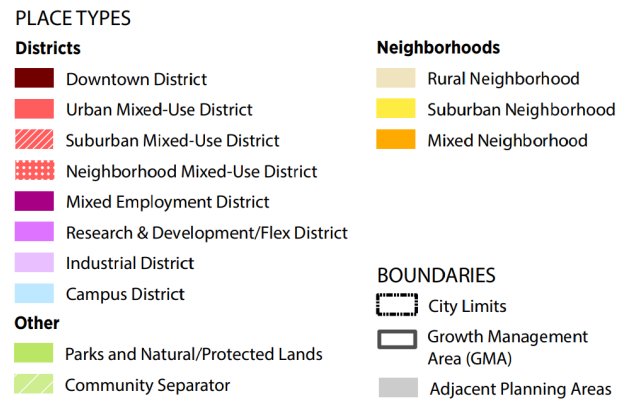 PLACE TYPES
Districts
Downtown District
Urban Mixed-Use District
Suburban Mixed-Use District
Neighborhood Mixed-Use District
Mixed Employment District
Research & Development/Flex District
Industrial District
Campus District
Other
Parks and Natural/Protected Lands
Community Separator
Neighborhoods
Rural Neighborhood
Suburban Neighborhood
Mixed Neighborhood
BOUNDARIES
City Limits
Growth Management
Area (GMA)
Adjacent Planning Areas